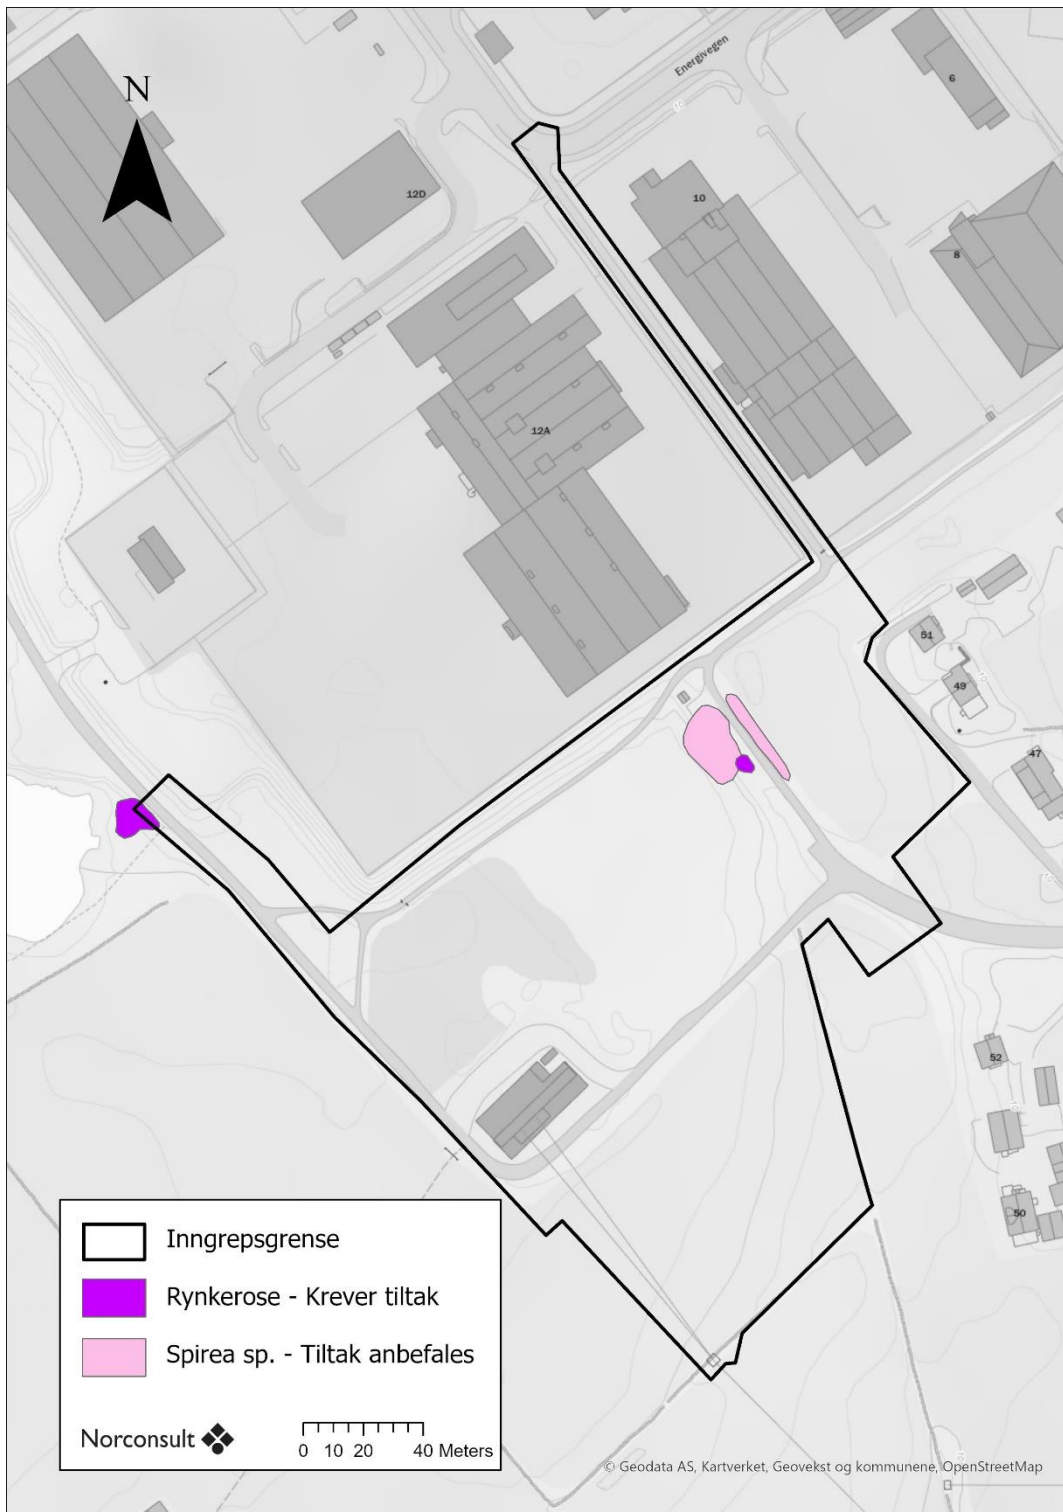 Energivegen
6
N
12D
10
8
12A
51
49
47
52
50
Inngrepsgrense
Rynkerose - Krever tiltak
Spirea sp. - Tiltak anbefales
Norconsult
0 10 20 40 Meters
© Geodata AS, Kartverket, Geovekst og kommunene, OpenStreetMap